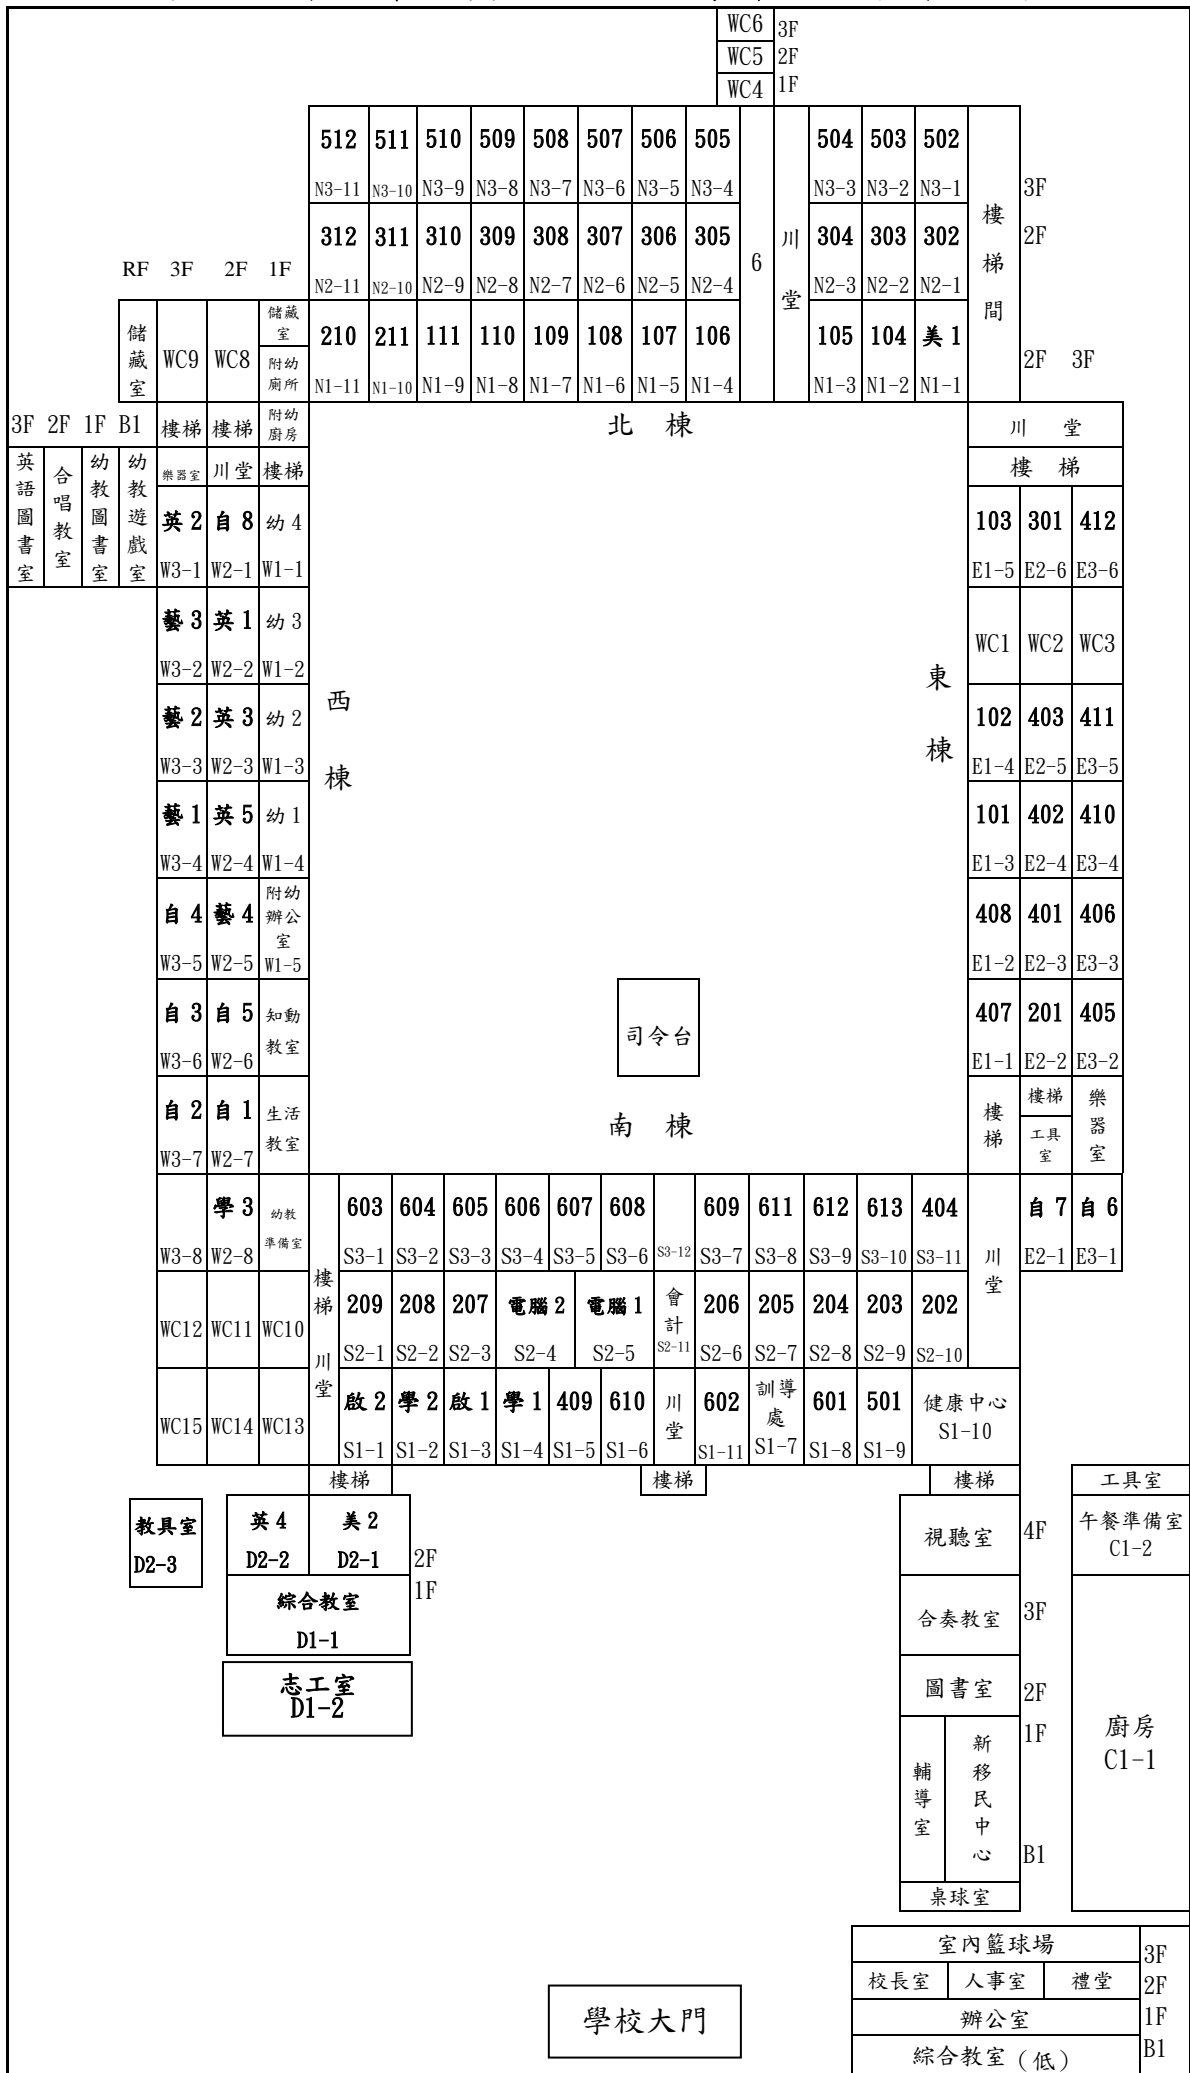 WC6 3F
WC5 2F
WC4 1F
512 511 510 509 508 507 506 505 504 503 502
N3-11 N3-10 N3-9 N3-8 N3-7 N3-6 N3-5 N3-4 N3-3 N3-2 N3-1 3F
312 311 310 309 308 307 306 305 6 川堂 304 303 302 樓梯間 2F
N2-11 N2-10 N2-9 N2-8 N2-7 N2-6 N2-5 N2-4 N2-3 N2-2 N2-1
RF 3F 2F 1F
儲藏室 WC9 WC8 儲藏室
附幼廁所
210 211 111 110 109 108 107 106 105 104 美1 2F 3F
N1-11 N1-10 N1-9 N1-8 N1-7 N1-6 N1-5 N1-4 N1-3 N1-2 N1-1
3F 2F 1F B1 樓梯 樓梯 附幼廚房 北棟 川堂
英語圖書室 合唱教室 幼教圖書室 幼教遊戲室 樂器室 川堂 樓梯 樓梯
英2 自8 幼4 103 301 412
W3-1 W2-1 W1-1 E1-5 E2-6 E3-6
藝3 英1 幼3 WC1 WC2 WC3
W3-2 W2-2 W1-2
西棟 東棟
藝2 英3 幼2 102 403 411
W3-3 W2-3 W1-3 E1-4 E2-5 E3-5
藝1 英5 幼1 101 402 410
W3-4 W2-4 W1-4 E1-3 E2-4 E3-4
自4 藝4 附幼辦公室 408 401 406
W3-5 W2-5 W1-5 E1-2 E2-3 E3-3
自3 自5 知動教室 司令台 407 201 405
W3-6 W2-6 E1-1 E2-2 E3-2
自2 自1 生活教室 南棟 樓梯 樓梯 樂器室
W3-7 W2-7 工具室
學3 幼教準備室 603 604 605 606 607 608 609 611 612 613 404 川堂 自7 自6
W3-8 W2-8 S3-1 S3-2 S3-3 S3-4 S3-5 S3-6 S3-12 S3-7 S3-8 S3-9 S3-10 S3-11 E2-1 E3-1
WC12 WC11 WC10 樓梯 川堂 209 208 207 電腦2 電腦1 會計 206 205 204 203 202
S2-1 S2-2 S2-3 S2-4 S2-5 S2-11 S2-6 S2-7 S2-8 S2-9 S2-10
WC15 WC14 WC13 啟2 學2 啟1 學1 409 610 川堂 602 訓導處 601 501 健康中心
S1-1 S1-2 S1-3 S1-4 S1-5 S1-6 S1-11 S1-7 S1-8 S1-9 S1-10
樓梯 樓梯 樓梯 工具室
教具室 英4 美2 視聽室 4F 午餐準備室
D2-3 D2-2 D2-1 2F C1-2
綜合教室 1F 合奏教室 3F
D1-1
志工室 圖書室 2F
D1-2
輔導室 新移民中心 1F 廚房
C1-1
B1
桌球室
室內籃球場 3F
校長室 人事室 禮堂 2F
學校大門 辦公室 1F
綜合教室(低) B1